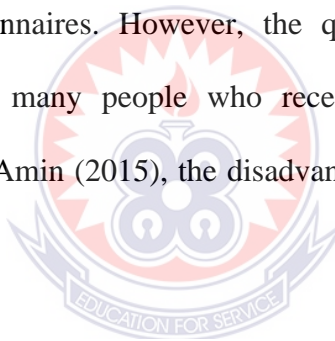 nnaires. However, the q
many people who rece
Amin (2015), the disadvan
EDUCATION FOR SERVICE